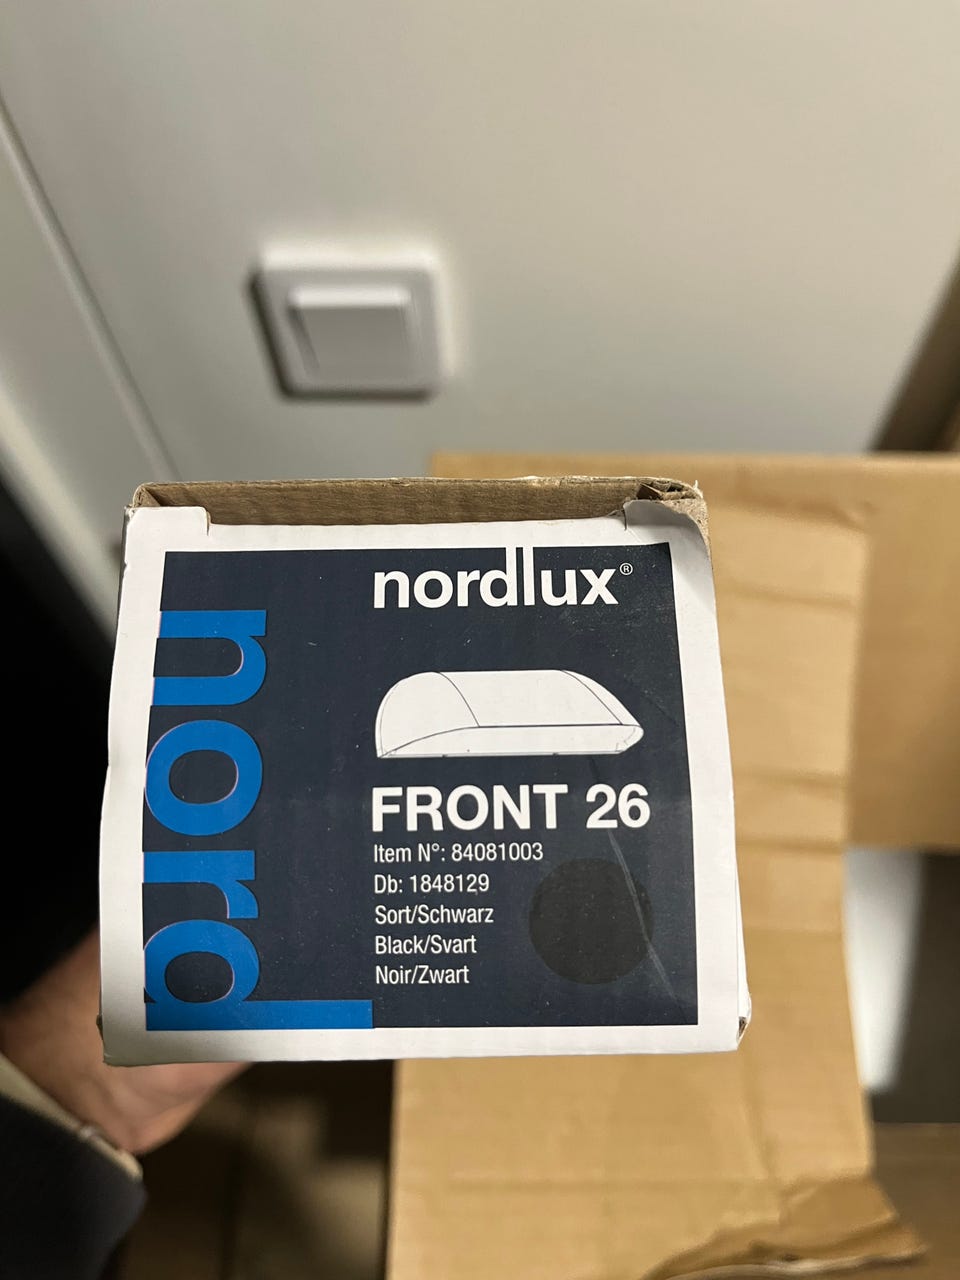 nord
nordlux®
FRONT 26
Item N°: 84081003
Db: 1848129
Sort/Schwarz
Black/Svart
Noir/Zwart